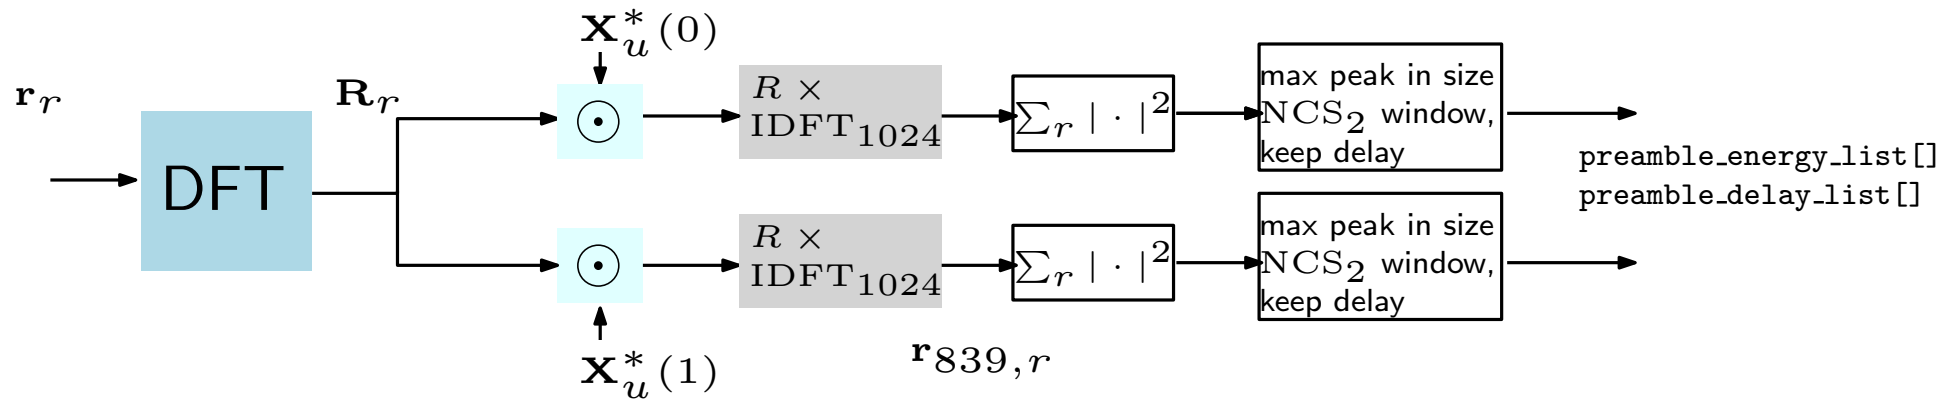 𝐗*ᵤ(0)
𝐫ᵣ
DFT
𝐑ᵣ
⊙
R ×
IDFT₁₀₂₄
∑ᵣ | · |²
max peak in size
NCS₂ window,
keep delay
⊙
R ×
IDFT₁₀₂₄
∑ᵣ | · |²
max peak in size
NCS₂ window,
keep delay
preamble_energy_list[]
preamble_delay_list[]
𝐗*ᵤ(1)
𝐫₈₃₉,ᵣ